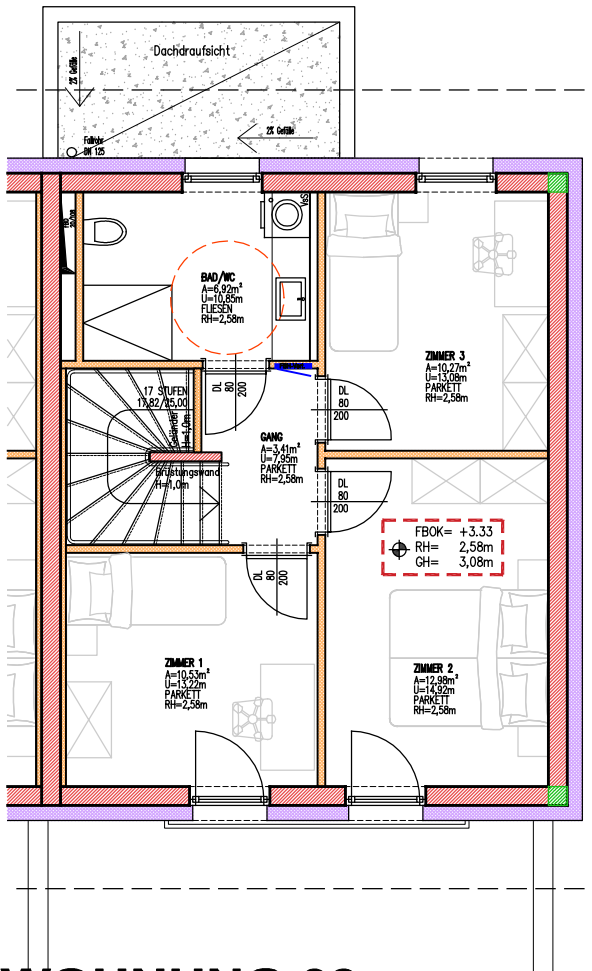 Dachdraufsicht
2% Gefälle
2% Gefälle
Fallrohr
DN 125
VsS
BAD/WC
A=6,92m²
U=10,85m
FLIESEN
RH=2,58m
ZIMMER 3
A=10,27m²
U=13,08m
PARKETT
RH=2,58m
DL
80
200
DL
80
200
17 STUFEN
17,82/25,00
Geländer
H=1,0m
GANG
A=3,41m²
U=7,95m
PARKETT
RH=2,58m
Brüstungswand
H=1,0m
DL
80
200
FBOK= +3.33
RH= 2,58m
GH= 3,08m
DL
80
200
ZIMMER 1
A=10,53m²
U=13,22m
PARKETT
RH=2,58m
ZIMMER 2
A=12,98m²
U=14,92m
PARKETT
RH=2,58m